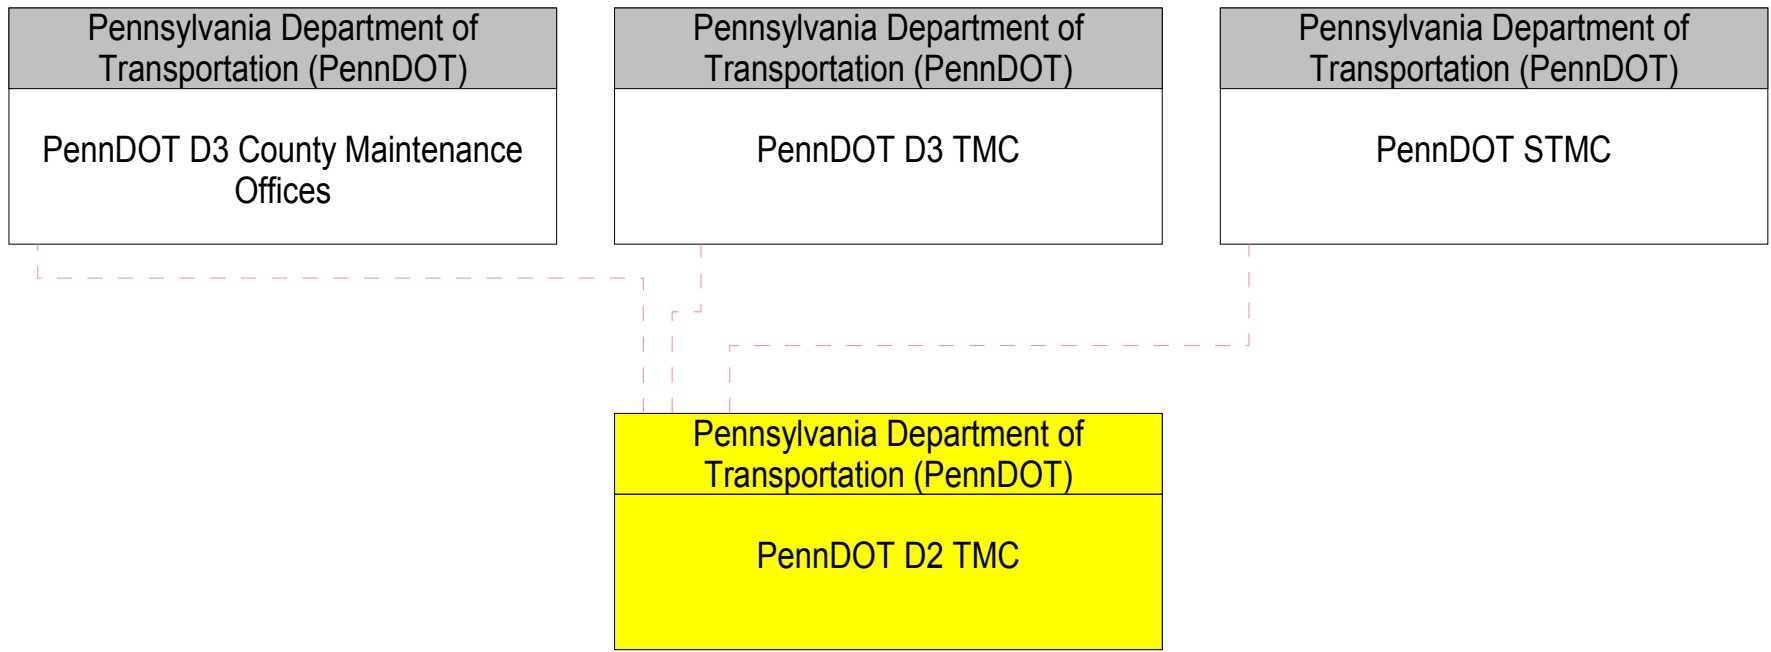 Pennsylvania Department of
Transportation (PennDOT)
PennDOT D3 County Maintenance
Offices
Pennsylvania Department of
Transportation (PennDOT)
PennDOT D3 TMC
Pennsylvania Department of
Transportation (PennDOT)
PennDOT STMC
Pennsylvania Department of
Transportation (PennDOT)
PennDOT D2 TMC